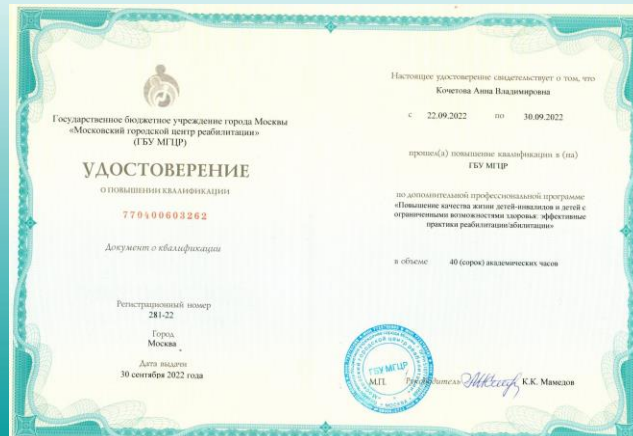 Государственное бюджетное учреждение города Москвы
«Московский городской центр реабилитации»
(ГБУ МГЦР)
УДОСТОВЕРЕНИЕ
О ПОВЫШЕНИИ КВАЛИФИКАЦИИ
770400603262
Документ о квалификации
Регистрационный номер
281-22
Город
Москва
Дата выдачи
30 сентября 2022 года
Настоящее удостоверение свидетельствует о том, что
Кочетова Анна Владимировна
с 22.09.2022 по 30.09.2022
прошел(а) повышение квалификации в (на)
ГБУ МГЦР
по дополнительной профессиональной программе
«Повышение качества жизни детей-инвалидов и детей с
ограниченными возможностями здоровья: эффективные
практики реабилитации/абилитации»
в объеме 40 (сорок) академических часов
ГБУ МГЦР
М.П. Руководитель К.К. Мамедов